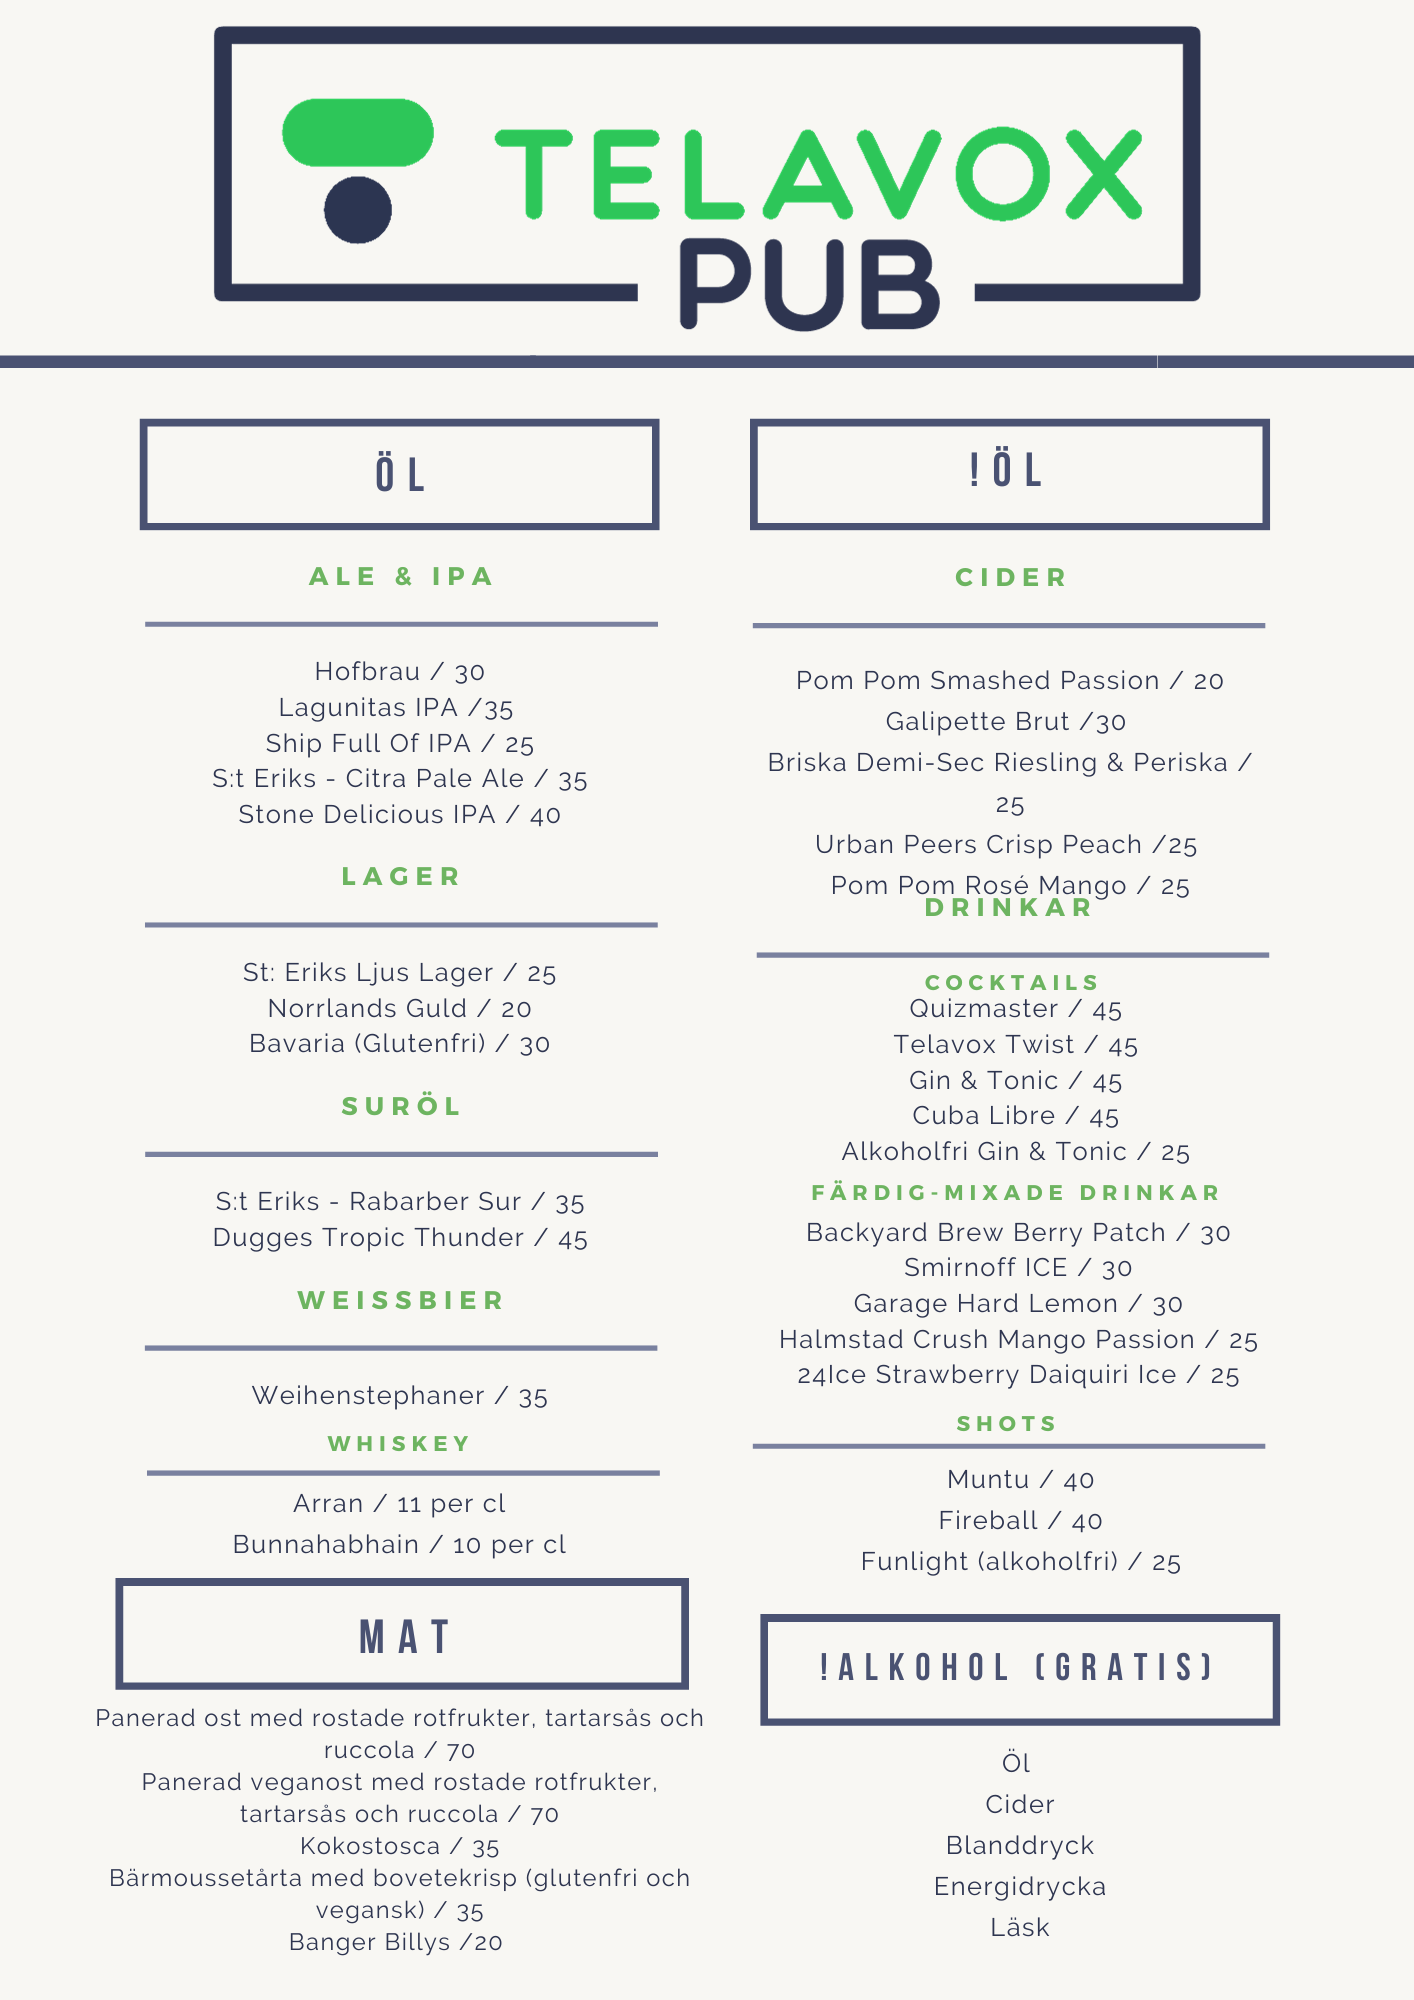 TELAVOX
PUB
ÖL
ALE & IPA
Hofbrau / 30
Lagunitas IPA /35
Ship Full Of IPA / 25
S:t Eriks - Citra Pale Ale / 35
Stone Delicious IPA / 40
LAGER
St: Eriks Ljus Lager / 25
Norrlands Guld / 20
Bavaria (Glutenfri) / 30
SURÖL
S:t Eriks - Rabarber Sur / 35
Dugges Tropic Thunder / 45
WEISSBIER
Weihenstephaner / 35
WHISKEY
Arran / 11 per cl
Bunnahabhain / 10 per cl
MAT
Panerad ost med rostade rotfrukter, tartarsås och
ruccola / 70
Panerad veganost med rostade rotfrukter,
tartarsås och ruccola / 70
Kokostosca / 35
Bärmoussetårta med bovetekrisp (glutenfri och
vegansk) / 35
Banger Billys /20
!ÖL
CIDER
Pom Pom Smashed Passion / 20
Galipette Brut /30
Briska Demi-Sec Riesling & Periska /
25
Urban Peers Crisp Peach /25
Pom Pom Rosé Mango / 25
DRINKAR
COCKTAILS
Quizmaster / 45
Telavox Twist / 45
Gin & Tonic / 45
Cuba Libre / 45
Alkoholfri Gin & Tonic / 25
FÄRDIG-MIXADE DRINKAR
Backyard Brew Berry Patch / 30
Smirnoff ICE / 30
Garage Hard Lemon / 30
Halmstad Crush Mango Passion / 25
24Ice Strawberry Daiquiri Ice / 25
SHOTS
Muntu / 40
Fireball / 40
Funlight (alkoholfri) / 25
!ALKOHOL (GRATIS)
Öl
Cider
Blanddryck
Energidrycka
Läsk